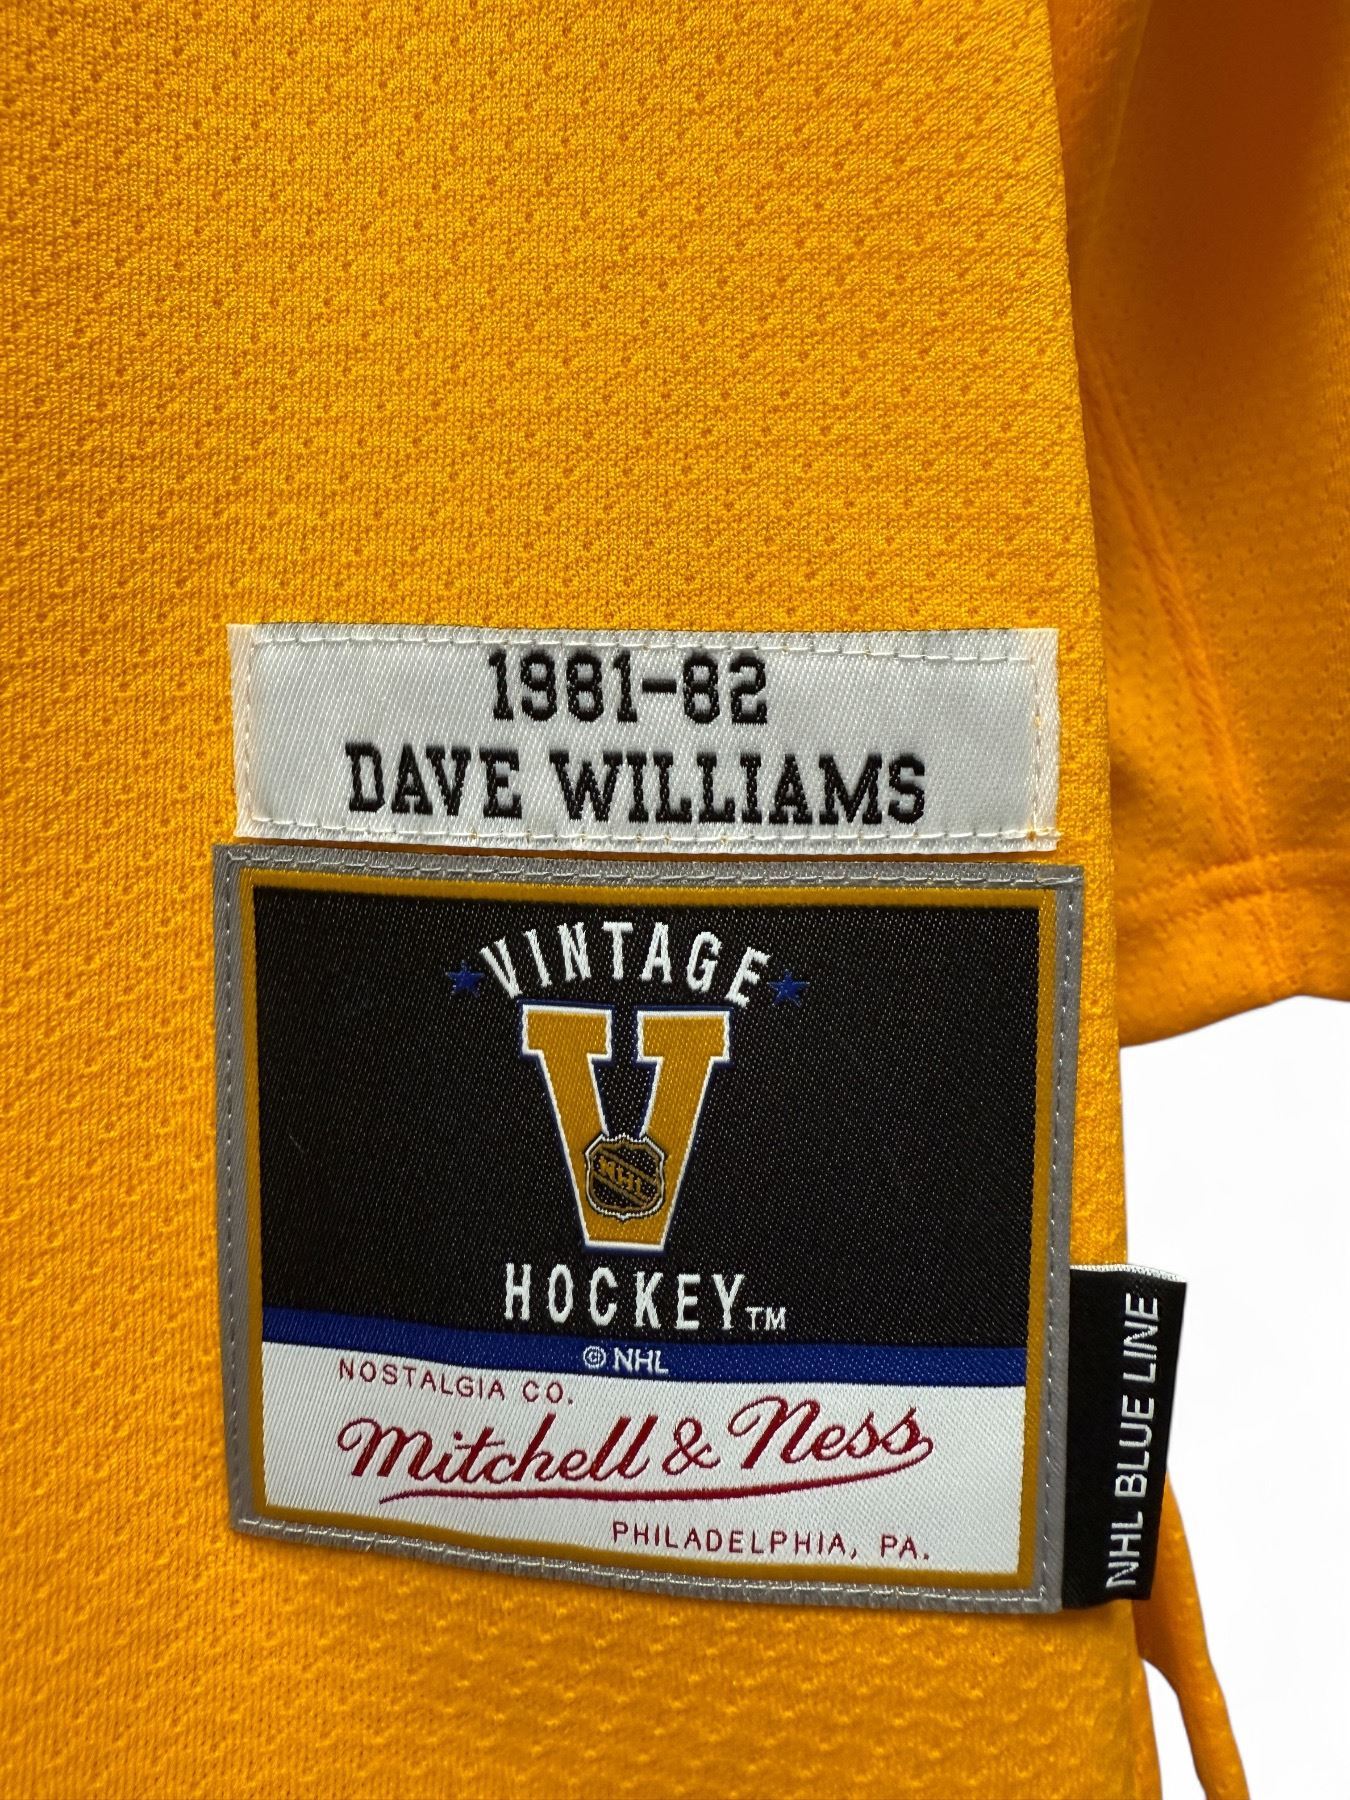 1981-82
DAVE WILLIAMS
VINTAGE
V
NHL
HOCKEY™
© NHL
NOSTALGIA CO.
Mitchell & Ness
PHILADELPHIA, PA.
NHL BLUE LINE